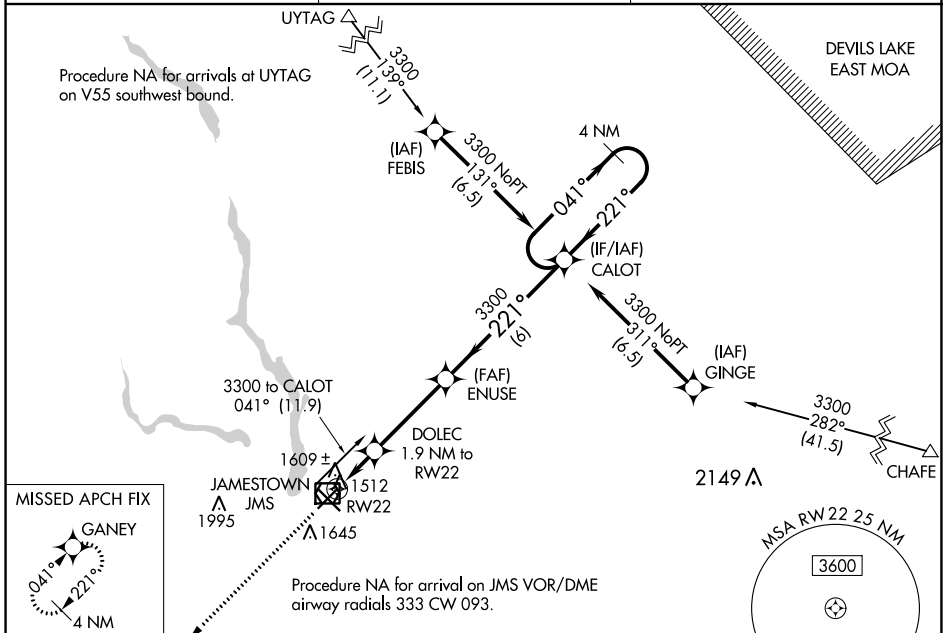 UYTAG
3300
139°
(11.1)
Procedure NA for arrivals at UYTAG
on V55 southwest bound.
DEVILS LAKE
EAST MOA
(IAF)
FEBIS
3300 NoPT
131°
(6.5)
4 NM
041°
221°
(IF/IAF)
CALOT
3300
221°
(6)
3300 NoPT
311°
(6.5)
(IAF)
GINGE
(FAF)
ENUSE
3300 to CALOT
041° (11.9)
3300
282°
(41.5)
CHAFE
DOLEC
1.9 NM to
RW22
1609 ±
JAMESTOWN
JMS
1512
RW22
1995
1645
2149
MISSED APCH FIX
GANEY
041°
221°
4 NM
Procedure NA for arrival on JMS VOR/DME
airway radials 333 CW 093.
MSA RW22 25 NM
3600